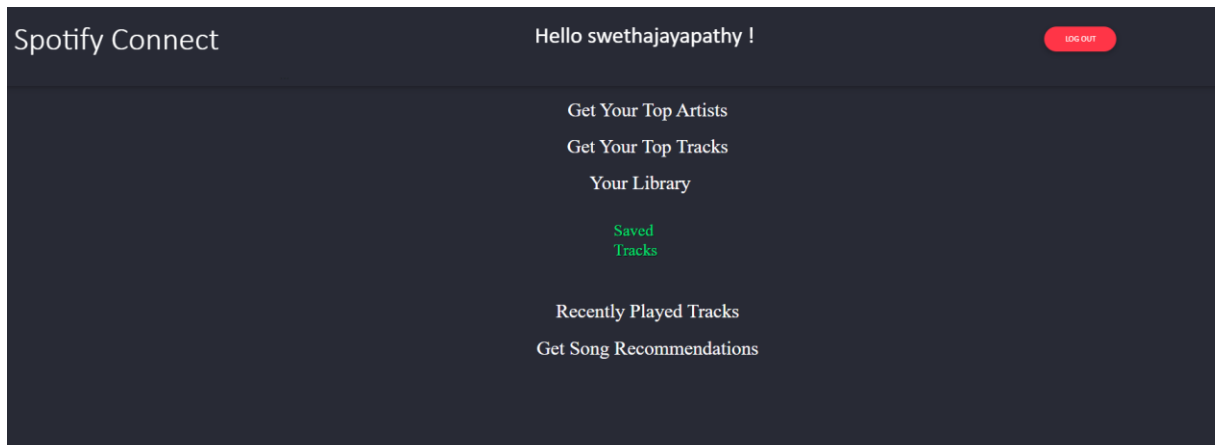 Spotify Connect
Hello swethajayapathy !
LOG OUT
Get Your Top Artists
Get Your Top Tracks
Your Library
Saved
Tracks
Recently Played Tracks
Get Song Recommendations